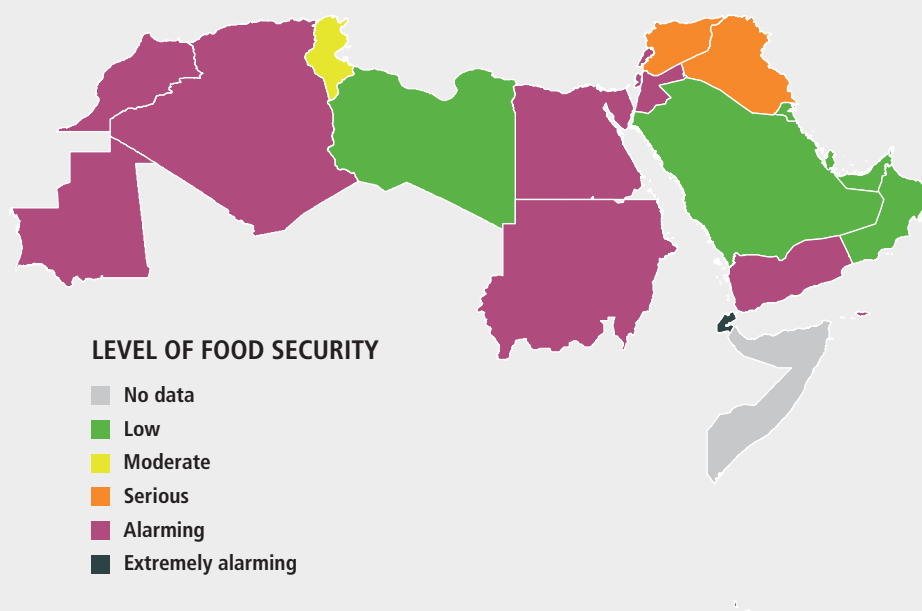 LEVEL OF FOOD SECURITY
No data
Low
Moderate
Serious
Alarming
Extremely alarming